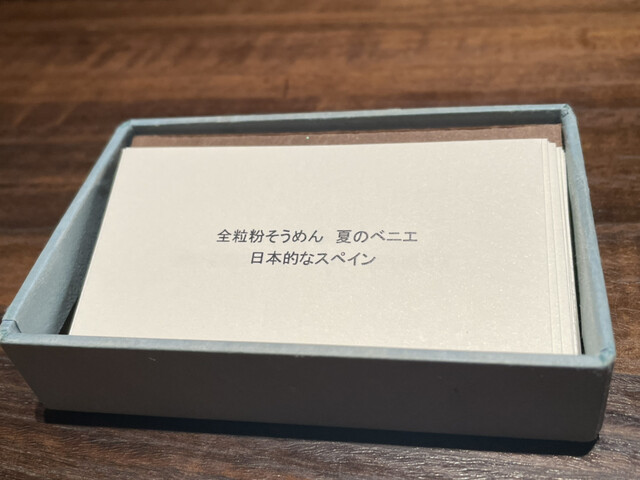 全粒粉そうめん　夏のベニエ
日本的なスペイン